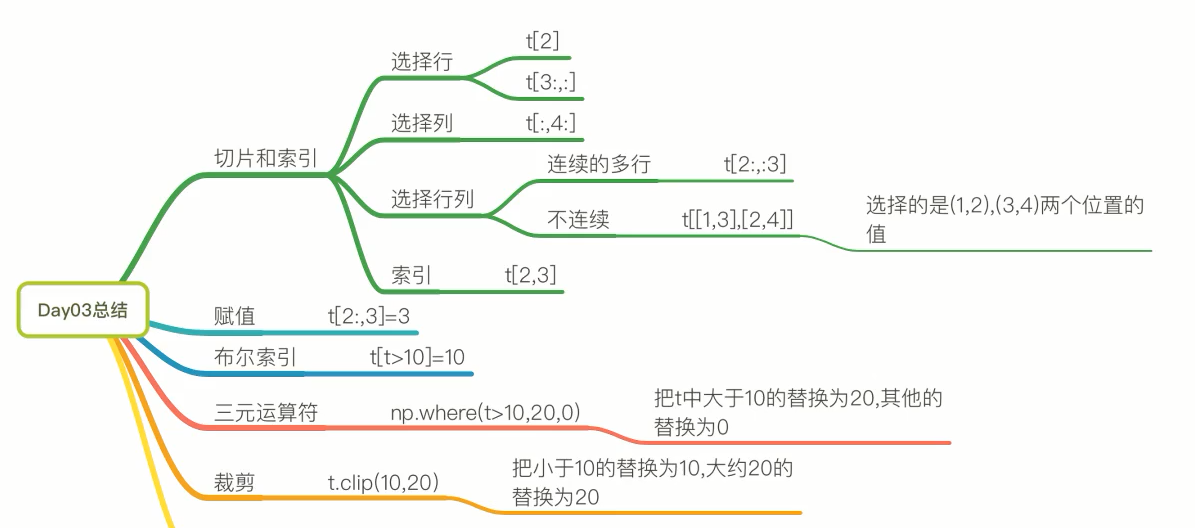 Day03总结
切片和索引
选择行
t[2]
t[3:,:]
选择列
t[:,4:]
选择行列
连续的多行
t[2:,:3]
不连续
t[[1,3],[2,4]]
选择的是(1,2),(3,4)两个位置的
值
索引
t[2,3]
赋值
t[2:,3]=3
布尔索引
t[t>10]=10
三元运算符
np.where(t>10,20,0)
把t中大于10的替换为20,其他的
替换为0
裁剪
t.clip(10,20)
把小于10的替换为10,大约20的
替换为20